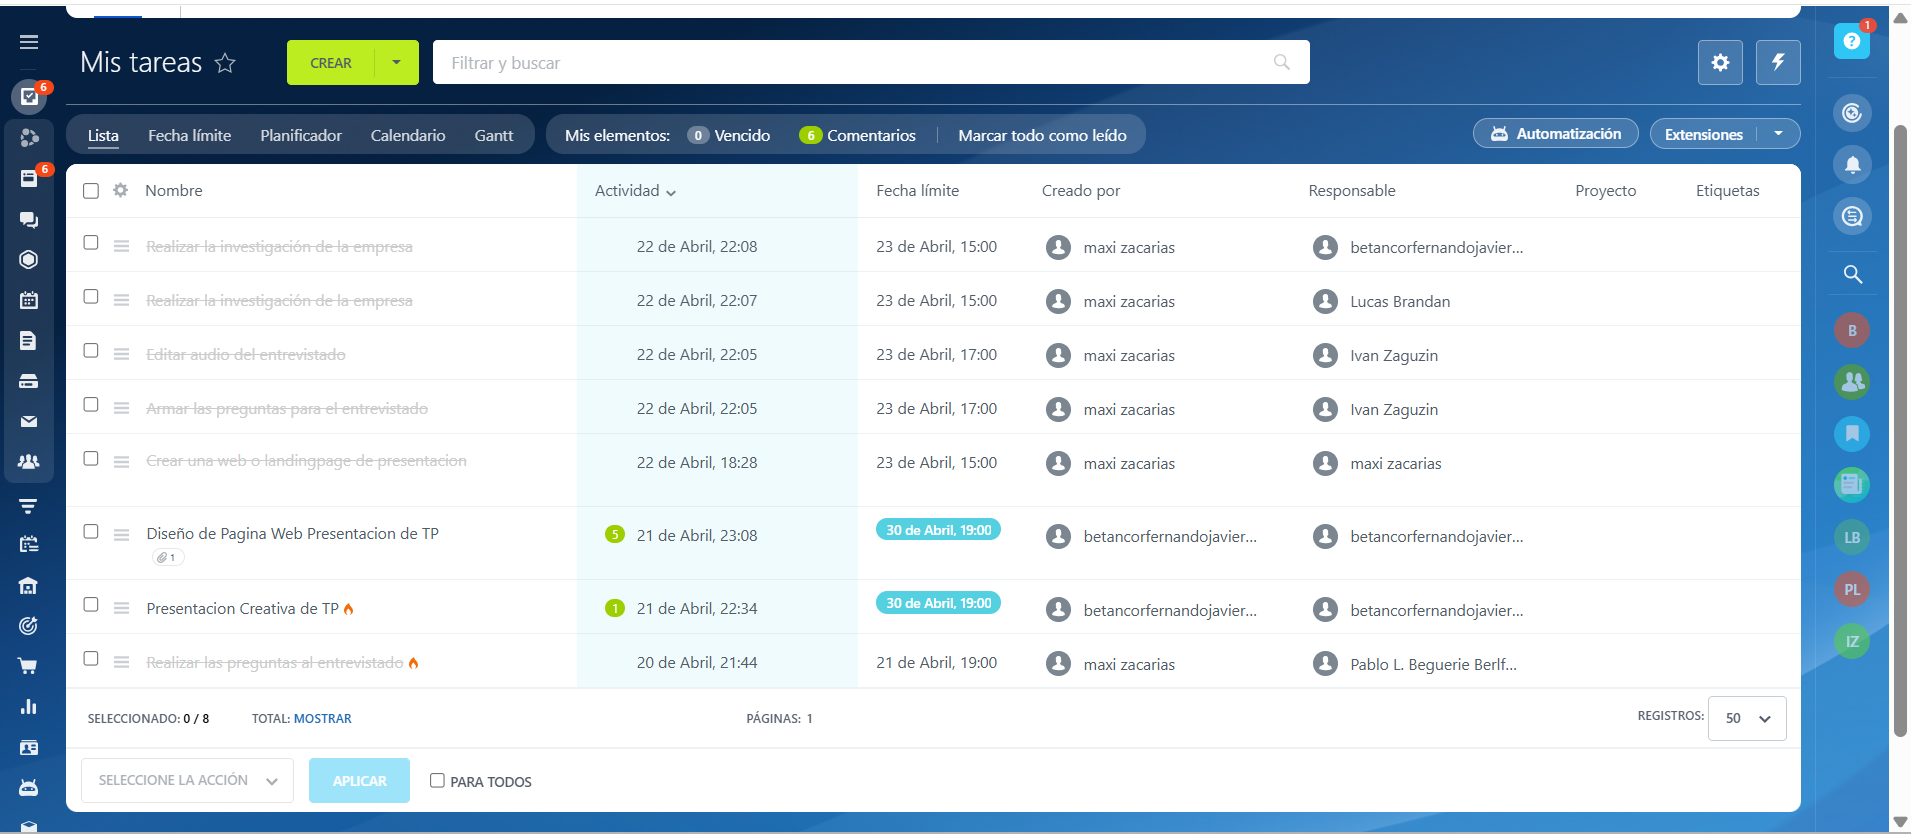 1
Mis tareas
CREAR
Filtrar y buscar
6
Lista
Fecha límite
Planificador
Calendario
Gantt
Mis elementos:
0 Vencido
6 Comentarios
Marcar todo como leído
Automatización
Extensiones
6
Nombre
Actividad
Fecha límite
Creado por
Responsable
Proyecto
Etiquetas
Realizar la investigación de la empresa
22 de Abril, 22:08
23 de Abril, 15:00
maxi zacarias
betancorfernandojavier...
Realizar la investigación de la empresa
22 de Abril, 22:07
23 de Abril, 15:00
maxi zacarias
Lucas Brandan
Editar audio del entrevistado
22 de Abril, 22:05
23 de Abril, 17:00
maxi zacarias
Ivan Zaguzin
B
Armar las preguntas para el entrevistado
22 de Abril, 22:05
23 de Abril, 17:00
maxi zacarias
Ivan Zaguzin
Crear una web o landingpage de presentacion
22 de Abril, 18:28
23 de Abril, 15:00
maxi zacarias
maxi zacarias
Diseño de Pagina Web Presentacion de TP
1
5
21 de Abril, 23:08
30 de Abril, 19:00
betancorfernandojavier...
betancorfernandojavier...
LB
Presentacion Creativa de TP
1
21 de Abril, 22:34
30 de Abril, 19:00
betancorfernandojavier...
betancorfernandojavier...
PL
Realizar las preguntas al entrevistado
20 de Abril, 21:44
21 de Abril, 19:00
maxi zacarias
Pablo L. Beguerie Berlf...
IZ
SELECCIONADO: 0 / 8
TOTAL: MOSTRAR
PÁGINAS: 1
REGISTROS: 50
SELECCIONE LA ACCIÓN
APLICAR
PARA TODOS